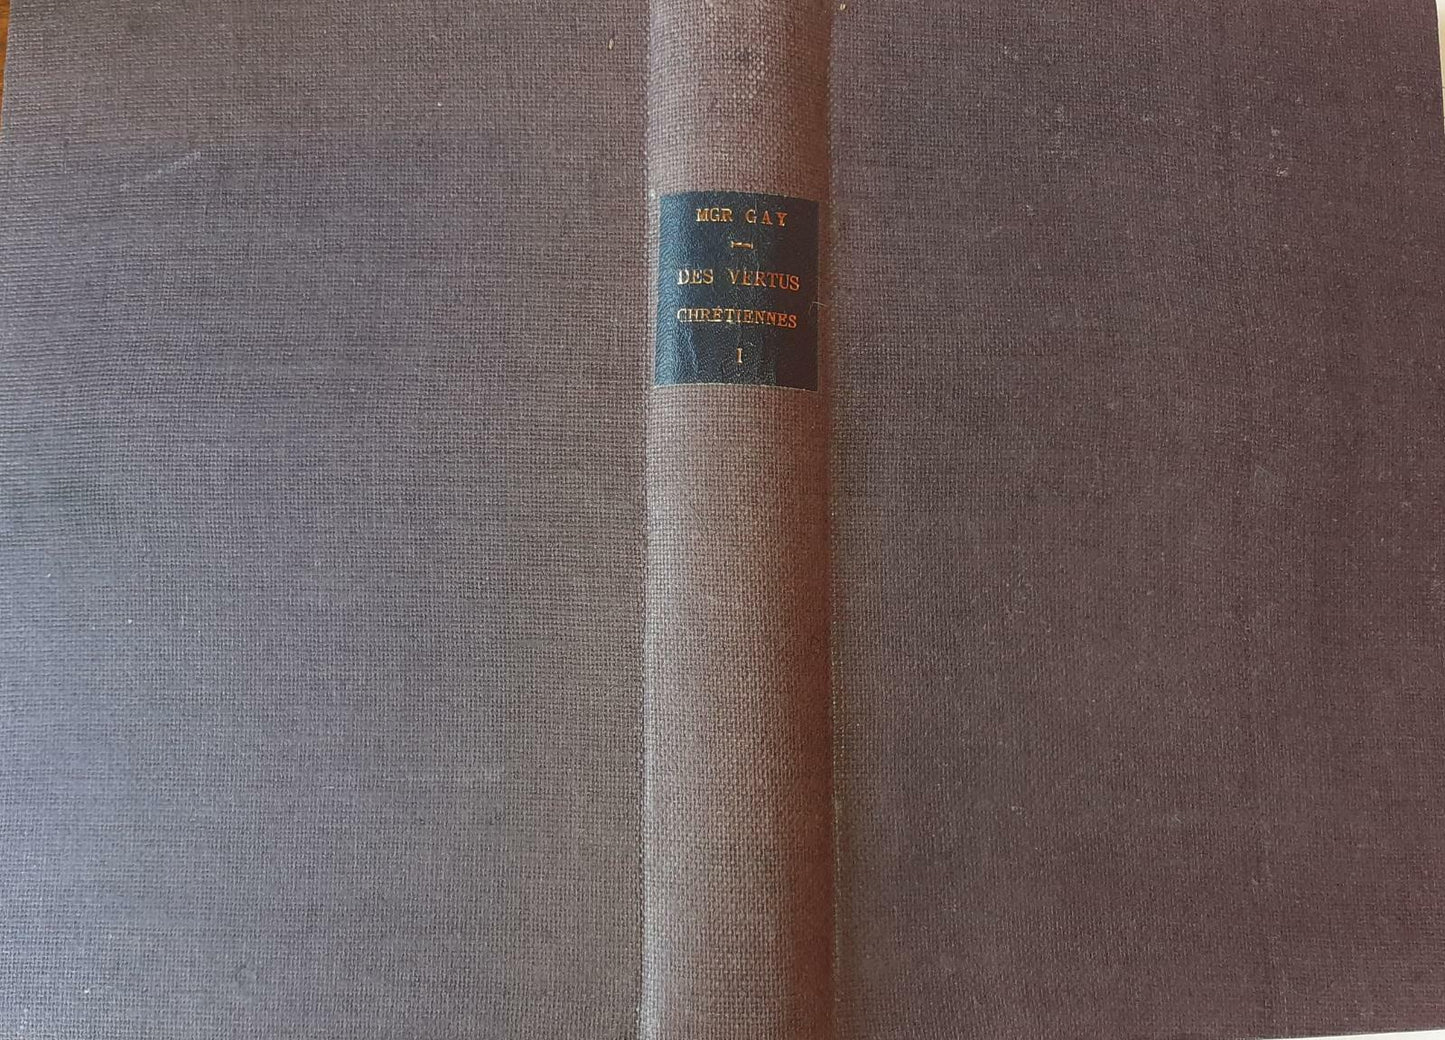 MGR GAY
DES VERTUS
CHRÉTIENNES
I